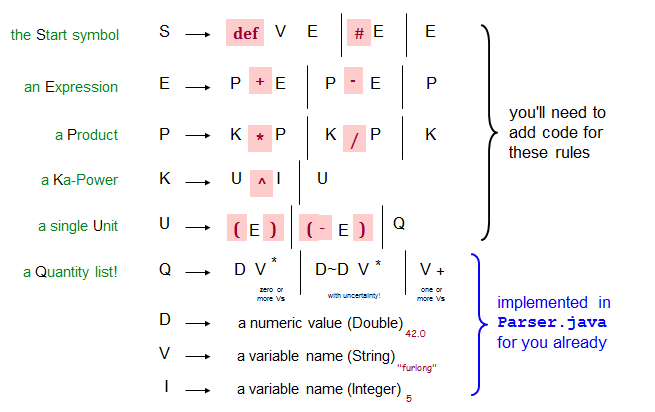 the Start symbol S → def V E | # E | E
an Expression E → P + E | P - E | P
a Product P → K * P | K / P | K
a Ka-Power K → U ^ I | U
a single Unit U → ( E ) | ( - E ) | Q
you'll need to
add code for
these rules
a Quantity list! Q → D V * | D~D V * | V +
zero or
more Vs
with uncertainty!
one or
more Vs
D → a numeric value (Double) 42.0
V → a variable name (String) "furlong"
I → a variable name (Integer) 5
implemented in
Parser.java
for you already